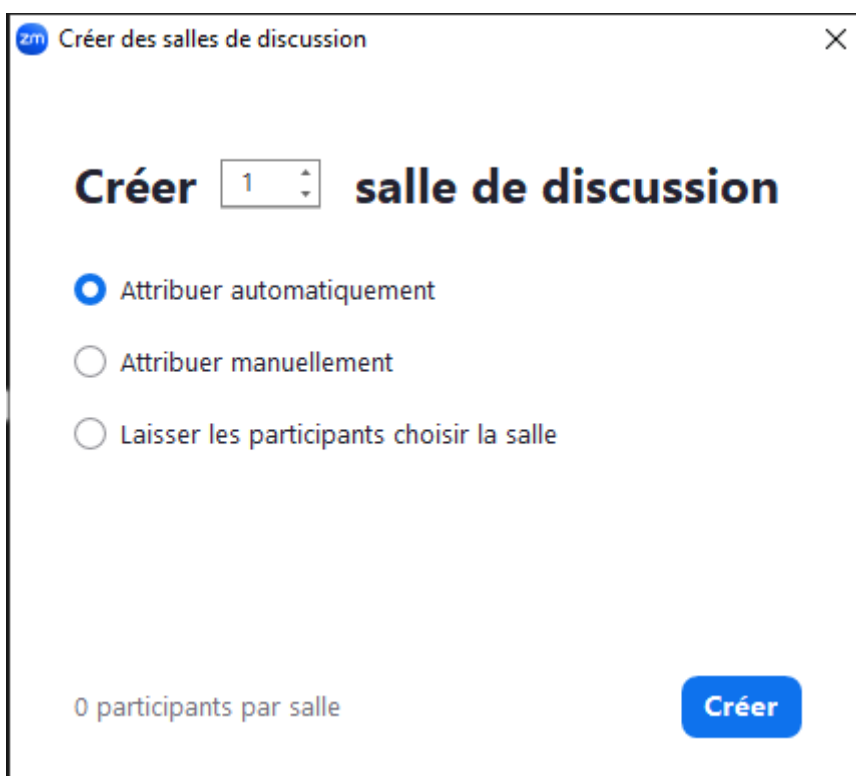 zm Créer des salles de discussion
Créer 1 salle de discussion
Attribuer automatiquement
Attribuer manuellement
Laisser les participants choisir la salle
0 participants par salle
Créer